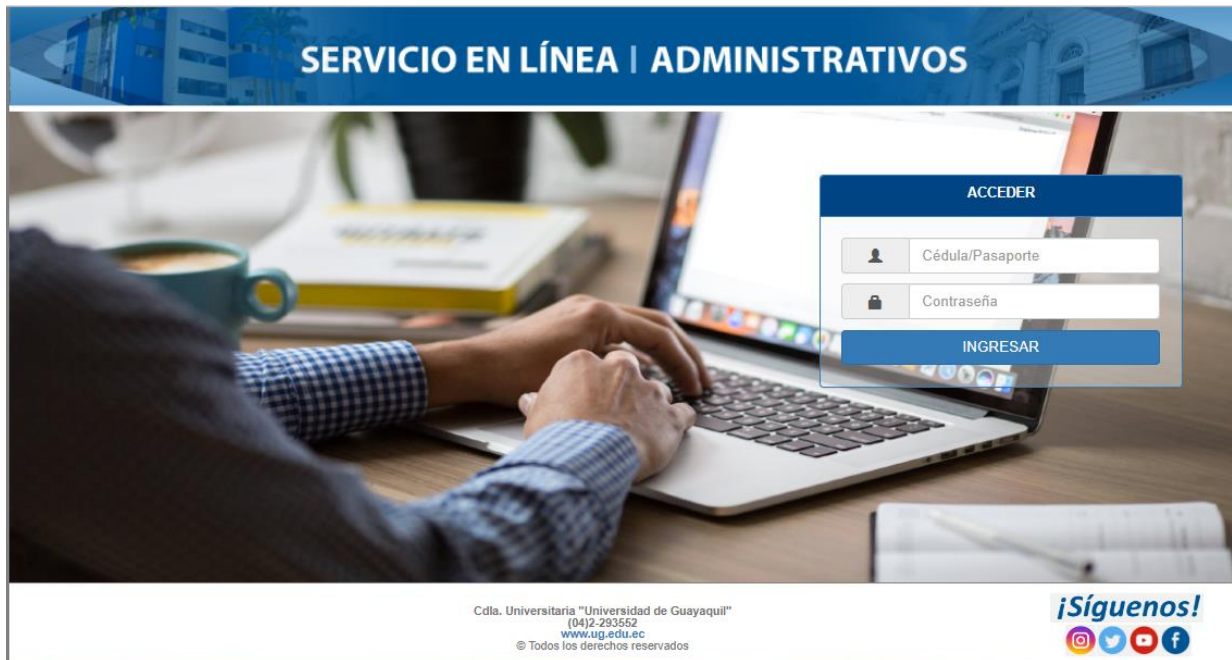 SERVICIO EN LÍNEA | ADMINISTRATIVOS
ACCEDER
Cédula/Pasaporte
Contraseña
INGRESAR
Cdla. Universitaria "Universidad de Guayaquil"
(04)2-293552
www.ug.edu.ec
© Todos los derechos reservados
¡Síguenos!